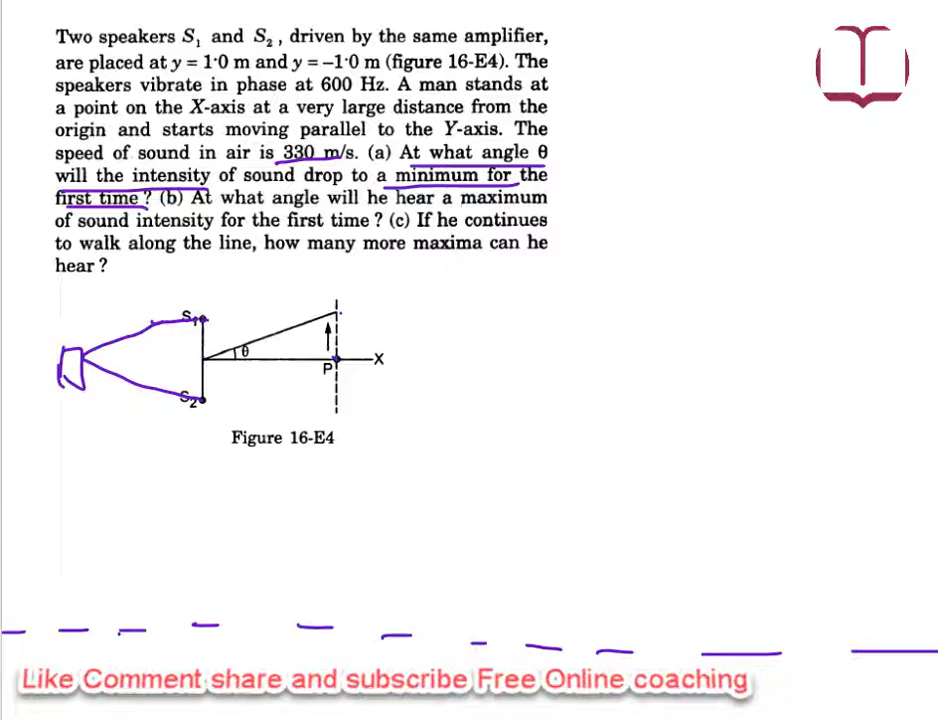 Two speakers S₁ and S₂, driven by the same amplifier,
are placed at y = 1·0 m and y = –1·0 m (figure 16-E4). The
speakers vibrate in phase at 600 Hz. A man stands at
a point on the X-axis at a very large distance from the
origin and starts moving parallel to the Y-axis. The
speed of sound in air is 330 m/s. (a) At what angle θ
will the intensity of sound drop to a minimum for the
first time ? (b) At what angle will he hear a maximum
of sound intensity for the first time ? (c) If he continues
to walk along the line, how many more maxima can he
hear ?
S₁
θ
P
X
S₂
Figure 16-E4
Like Comment share and subscribe Free Online coaching